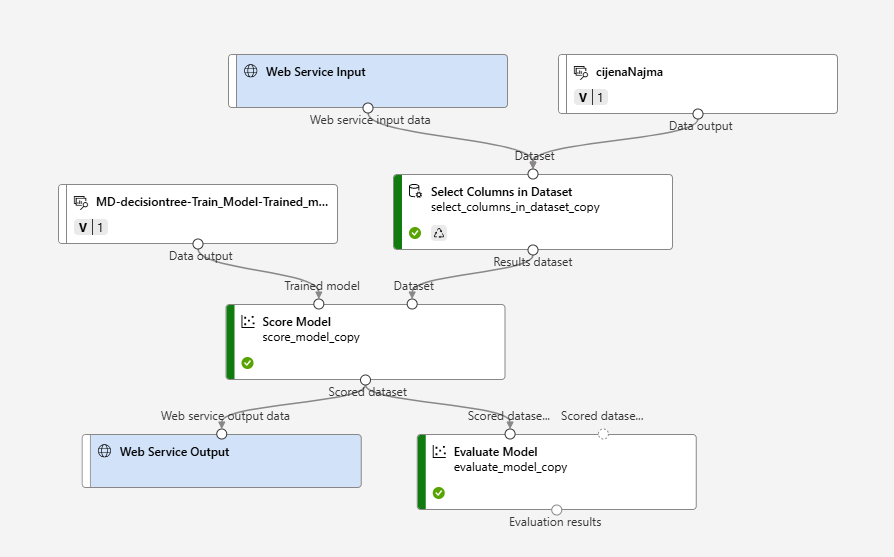 Web Service Input
Web service input data
cijenaNajma
V 1
Data output
Dataset
Select Columns in Dataset
select_columns_in_dataset_copy
Results dataset
MD-decisiontree-Train_Model-Trained_m...
V 1
Data output
Trained model
Dataset
Score Model
score_model_copy
Scored dataset
Web service output data
Web Service Output
Scored datase...
Scored datase...
Evaluate Model
evaluate_model_copy
Evaluation results